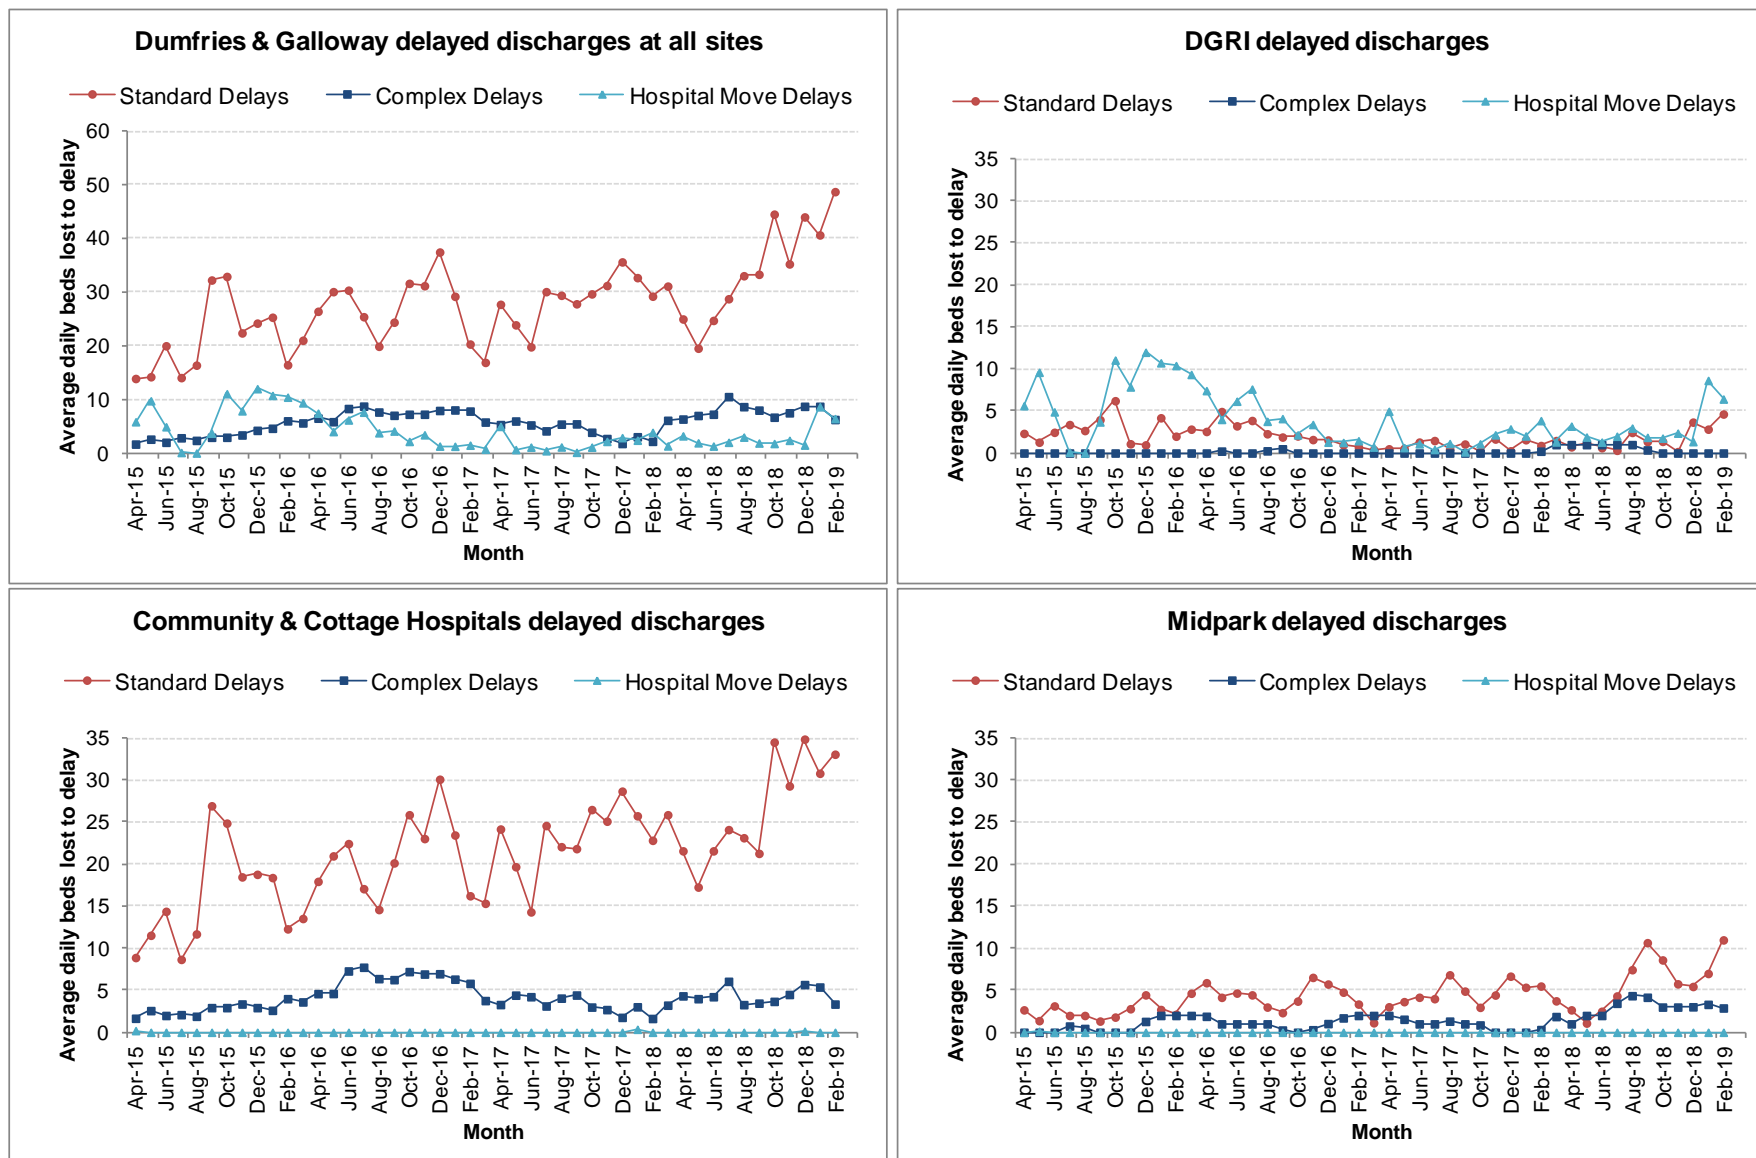 Dumfries & Galloway delayed discharges at all sites
Standard Delays Complex Delays Hospital Move Delays
Average daily beds lost to delay
60
50
40
30
20
10
0
Apr-15 Jun-15 Aug-15 Oct-15 Dec-15 Feb-16 Apr-16 Jun-16 Aug-16 Oct-16 Dec-16 Feb-17 Apr-17 Jun-17 Aug-17 Oct-17 Dec-17 Feb-18 Apr-18 Jun-18 Aug-18 Oct-18 Dec-18 Feb-19
Month
DGRI delayed discharges
Standard Delays Complex Delays Hospital Move Delays
Average daily beds lost to delay
35
30
25
20
15
10
5
0
Apr-15 Jun-15 Aug-15 Oct-15 Dec-15 Feb-16 Apr-16 Jun-16 Aug-16 Oct-16 Dec-16 Feb-17 Apr-17 Jun-17 Aug-17 Oct-17 Dec-17 Feb-18 Apr-18 Jun-18 Aug-18 Oct-18 Dec-18 Feb-19
Month
Community & Cottage Hospitals delayed discharges
Standard Delays Complex Delays Hospital Move Delays
Average daily beds lost to delay
35
30
25
20
15
10
5
0
Apr-15 Jun-15 Aug-15 Oct-15 Dec-15 Feb-16 Apr-16 Jun-16 Aug-16 Oct-16 Dec-16 Feb-17 Apr-17 Jun-17 Aug-17 Oct-17 Dec-17 Feb-18 Apr-18 Jun-18 Aug-18 Oct-18 Dec-18 Feb-19
Month
Midpark delayed discharges
Standard Delays Complex Delays Hospital Move Delays
Average daily beds lost to delay
35
30
25
20
15
10
5
0
Apr-15 Jun-15 Aug-15 Oct-15 Dec-15 Feb-16 Apr-16 Jun-16 Aug-16 Oct-16 Dec-16 Feb-17 Apr-17 Jun-17 Aug-17 Oct-17 Dec-17 Feb-18 Apr-18 Jun-18 Aug-18 Oct-18 Dec-18 Feb-19
Month